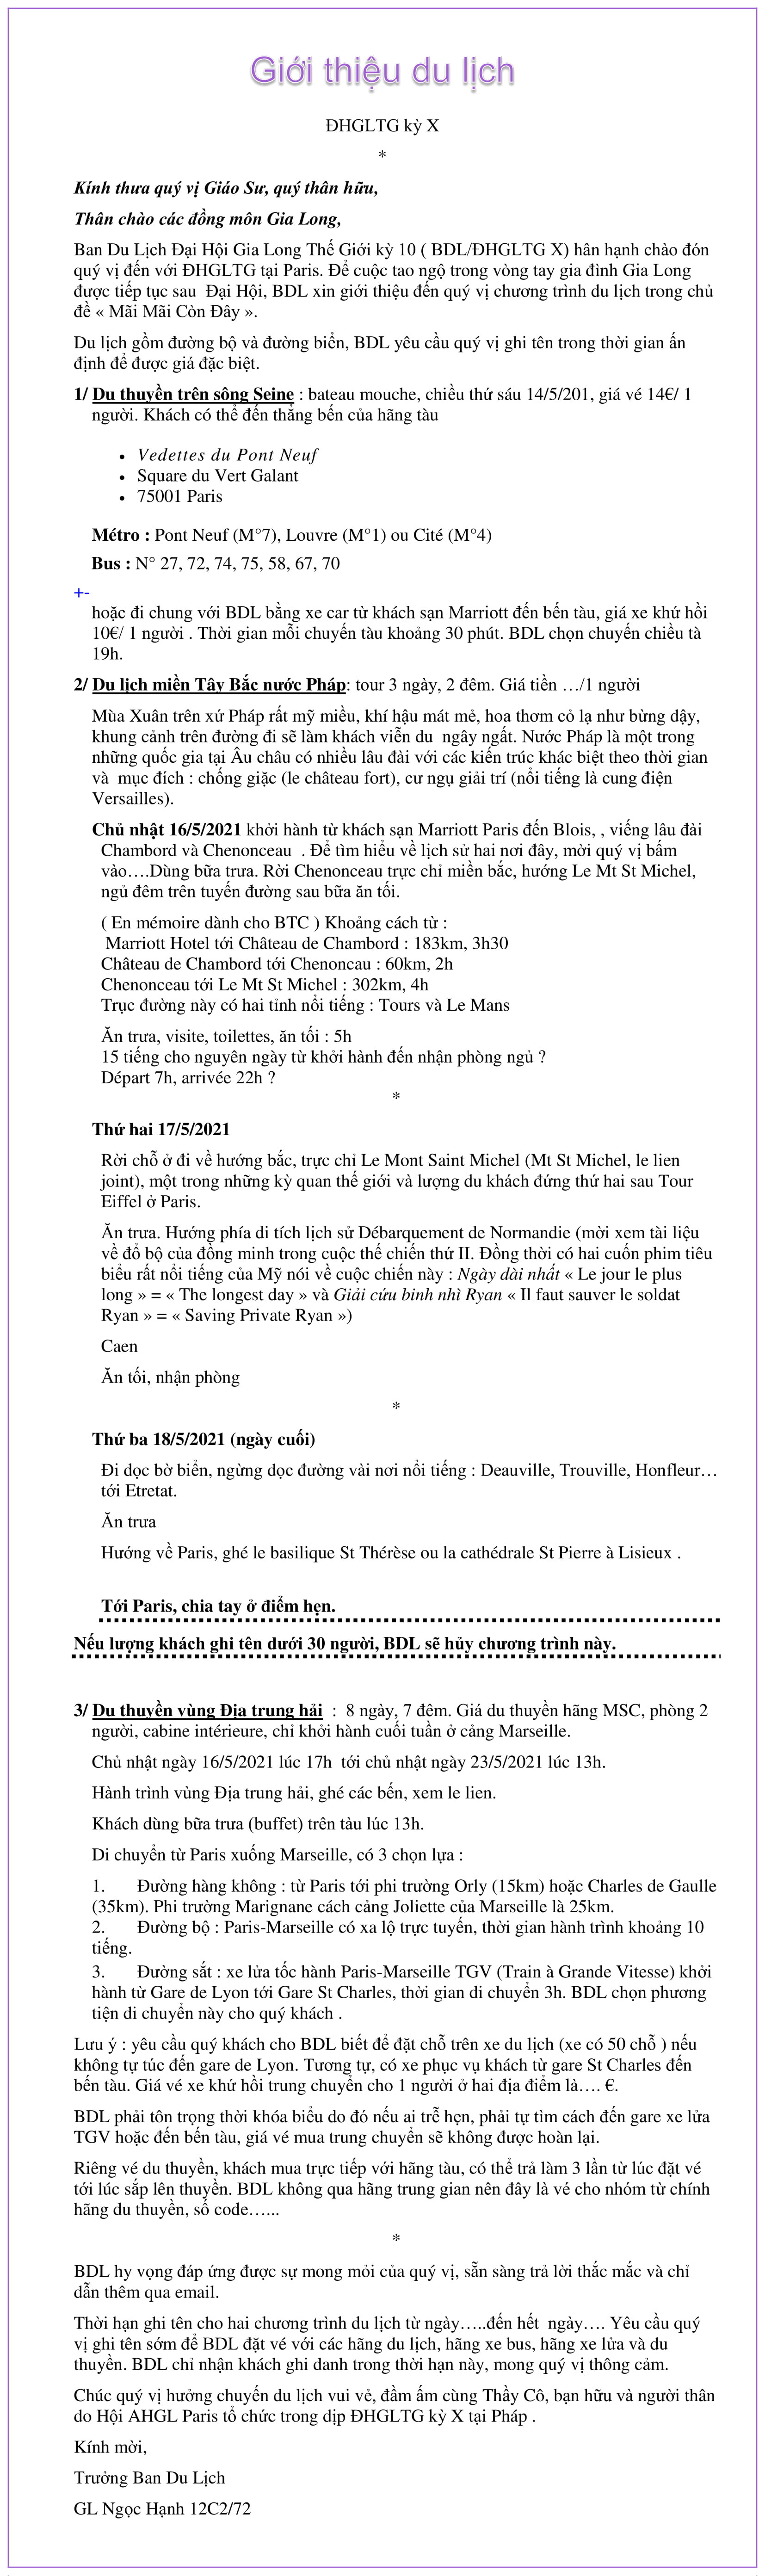 Giới thiệu du lịch
ĐHGLTG kỳ X
*
Kính thưa quý vị Giáo Sư, quý thân hữu,
Thân chào các đồng môn Gia Long,
Ban Du Lịch Đại Hội Gia Long Thế Giới kỳ 10 ( BDL/ĐHGLTG X) hân hạnh chào đón
quý vị đến với ĐHGLTG tại Paris. Để cuộc tao ngộ trong vòng tay gia đình Gia Long
được tiếp tục sau  Đại Hội, BDL xin giới thiệu đến quý vị chương trình du lịch trong chủ
đề « Mãi Mãi Còn Đây ».
Du lịch gồm đường bộ và đường biển, BDL yêu cầu quý vị ghi tên trong thời gian ấn
định để được giá đặc biệt.
1/ Du thuyền trên sông Seine : bateau mouche, chiều thứ sáu 14/5/201, giá vé 14€/ 1
người. Khách có thể đến thẳng bến của hãng tàu
• Vedettes du Pont Neuf
• Square du Vert Galant
• 75001 Paris
Métro : Pont Neuf (M°7), Louvre (M°1) ou Cité (M°4)
Bus : N° 27, 72, 74, 75, 58, 67, 70
+-
hoặc đi chung với BDL bằng xe car từ khách sạn Marriott đến bến tàu, giá xe khứ hồi
10€/ 1 người . Thời gian mỗi chuyến tàu khoảng 30 phút. BDL chọn chuyến chiều tà
19h.
2/ Du lịch miền Tây Bắc nước Pháp: tour 3 ngày, 2 đêm. Giá tiền …/1 người
Mùa Xuân trên xứ Pháp rất mỹ miều, khí hậu mát mẻ, hoa thơm cỏ lạ như bừng dậy,
khung cảnh trên đường đi sẽ làm khách viễn du  ngây ngất. Nước Pháp là một trong
những quốc gia tại Âu châu có nhiều lâu đài với các kiến trúc khác biệt theo thời gian
và  mục đích : chống giặc (le château fort), cư ngụ giải trí (nổi tiếng là cung điện
Versailles).
Chủ nhật 16/5/2021 khởi hành từ khách sạn Marriott Paris đến Blois, , viếng lâu đài
Chambord và Chenonceau  . Để tìm hiểu về lịch sử hai nơi đây, mời quý vị bấm
vào….Dùng bữa trưa. Rời Chenonceau trực chỉ miền bắc, hướng Le Mt St Michel,
ngủ đêm trên tuyến đường sau bữa ăn tối.
( En mémoire dành cho BTC ) Khoảng cách từ :
Marriott Hotel tới Château de Chambord : 183km, 3h30
Château de Chambord tới Chenoncau : 60km, 2h
Chenonceau tới Le Mt St Michel : 302km, 4h
Trục đường này có hai tỉnh nổi tiếng : Tours và Le Mans
Ăn trưa, visite, toilettes, ăn tối : 5h
15 tiếng cho nguyên ngày từ khởi hành đến nhận phòng ngủ ?
Départ 7h, arrivée 22h ?
*
Thứ hai 17/5/2021
Rời chỗ ở đi về hướng bắc, trực chỉ Le Mont Saint Michel (Mt St Michel, le lien
joint), một trong những kỳ quan thế giới và lượng du khách đứng thứ hai sau Tour
Eiffel ở Paris.
Ăn trưa. Hướng phía di tích lịch sử Débarquement de Normandie (mời xem tài liệu
về đổ bộ của đồng minh trong cuộc thế chiến thứ II. Đồng thời có hai cuốn phim tiêu
biểu rất nổi tiếng của Mỹ nói về cuộc chiến này : Ngày dài nhất « Le jour le plus
long » = « The longest day » và Giải cứu binh nhì Ryan « Il faut sauver le soldat
Ryan » = « Saving Private Ryan »)
Caen
Ăn tối, nhận phòng
*
Thứ ba 18/5/2021 (ngày cuối)
Đi dọc bờ biển, ngừng dọc đường vài nơi nổi tiếng : Deauville, Trouville, Honfleur…
tới Etretat.
Ăn trưa
Hướng về Paris, ghé le basilique St Thérèse ou la cathédrale St Pierre à Lisieux .
Tới Paris, chia tay ở điểm hẹn.
Nếu lượng khách ghi tên dưới 30 người, BDL sẽ hủy chương trình này.
3/ Du thuyền vùng Địa trung hải  :  8 ngày, 7 đêm. Giá du thuyền hãng MSC, phòng 2
người, cabine intérieure, chỉ khởi hành cuối tuần ở cảng Marseille.
Chủ nhật ngày 16/5/2021 lúc 17h  tới chủ nhật ngày 23/5/2021 lúc 13h.
Hành trình vùng Địa trung hải, ghé các bến, xem le lien.
Khách dùng bữa trưa (buffet) trên tàu lúc 13h.
Di chuyển từ Paris xuống Marseille, có 3 chọn lựa :
1. Đường hàng không : từ Paris tới phi trường Orly (15km) hoặc Charles de Gaulle
(35km). Phi trường Marignane cách cảng Joliette của Marseille là 25km.
2. Đường bộ : Paris-Marseille có xa lộ trực tuyến, thời gian hành trình khoảng 10
tiếng.
3. Đường sắt : xe lửa tốc hành Paris-Marseille TGV (Train à Grande Vitesse) khởi
hành từ Gare de Lyon tới Gare St Charles, thời gian di chuyển 3h. BDL chọn phương
tiện di chuyển này cho quý khách .
Lưu ý : yêu cầu quý khách cho BDL biết để đặt chỗ trên xe du lịch (xe có 50 chỗ ) nếu
không tự túc đến gare de Lyon. Tương tự, có xe phục vụ khách từ gare St Charles đến
bến tàu. Giá vé xe khứ hồi trung chuyển cho 1 người ở hai địa điểm là…. €.
BDL phải tôn trọng thời khóa biểu do đó nếu ai trễ hẹn, phải tự tìm cách đến gare xe lửa
TGV hoặc đến bến tàu, giá vé mua trung chuyển sẽ không được hoàn lại.
Riêng vé du thuyền, khách mua trực tiếp với hãng tàu, có thể trả làm 3 lần từ lúc đặt vé
tới lúc sắp lên thuyền. BDL không qua hãng trung gian nên đây là vé cho nhóm từ chính
hãng du thuyền, số code…...
*
BDL hy vọng đáp ứng được sự mong mỏi của quý vị, sẵn sàng trả lời thắc mắc và chỉ
dẫn thêm qua email.
Thời hạn ghi tên cho hai chương trình du lịch từ ngày…..đến hết  ngày…. Yêu cầu quý
vị ghi tên sớm để BDL đặt vé với các hãng du lịch, hãng xe bus, hãng xe lửa và du
thuyền. BDL chỉ nhận khách ghi danh trong thời hạn này, mong quý vị thông cảm.
Chúc quý vị hưởng chuyến du lịch vui vẻ, đầm ấm cùng Thầy Cô, bạn hữu và người thân
do Hội AHGL Paris tổ chức trong dịp ĐHGLTG kỳ X tại Pháp .
Kính mời,
Trưởng Ban Du Lịch
GL Ngọc Hạnh 12C2/72